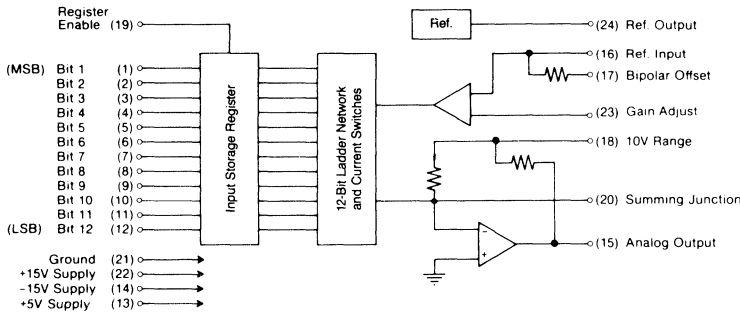 Register
Enable (19)
(MSB) Bit 1 (1)
Bit 2 (2)
Bit 3 (3)
Bit 4 (4)
Bit 5 (5)
Bit 6 (6)
Bit 7 (7)
Bit 8 (8)
Bit 9 (9)
Bit 10 (10)
Bit 11 (11)
(LSB) Bit 12 (12)
Ground (21)
+15V Supply (22)
-15V Supply (14)
+5V Supply (13)
Input Storage Register
12-Bit Ladder Network
and Current Switches
Ref.
(24) Ref. Output
(16) Ref. Input
(17) Bipolar Offset
(23) Gain Adjust
(18) 10V Range
(20) Summing Junction
(15) Analog Output
−
+